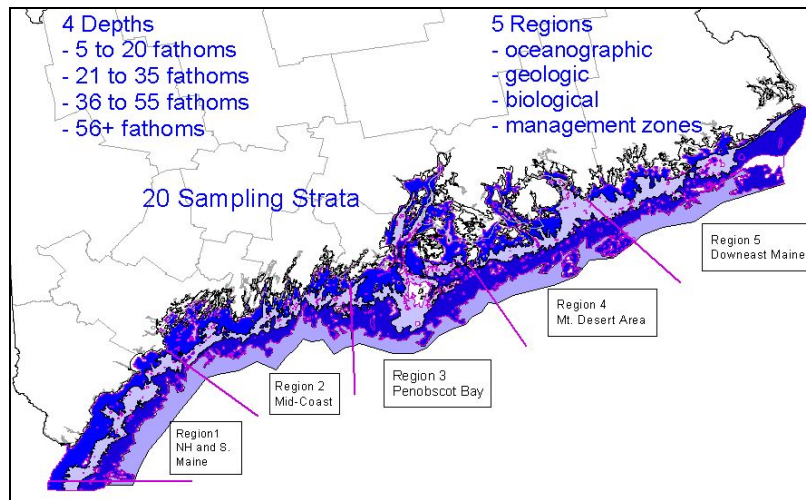 4 Depths
- 5 to 20 fathoms
- 21 to 35 fathoms
- 36 to 55 fathoms
- 56+ fathoms
5 Regions
- oceanographic
- geologic
- biological
- management zones
20 Sampling Strata
Region 5
Downeast Maine
Region 4
Mt. Desert Area
Region 3
Penobscot Bay
Region 2
Mid-Coast
Region1
NH and S.
Maine